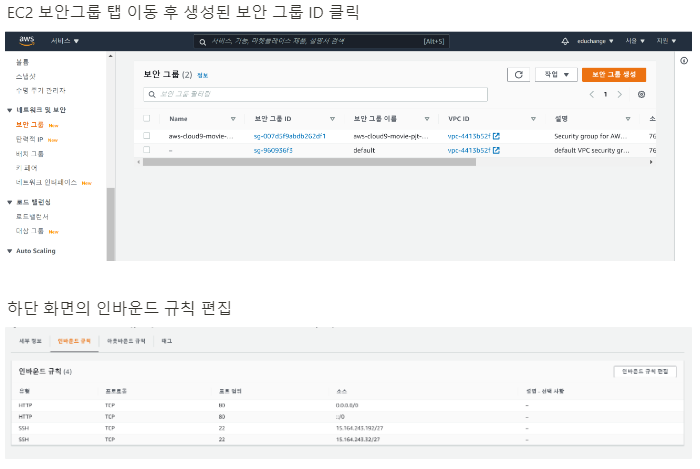 EC2 보안그룹 탭 이동 후 생성된 보안 그룹 ID 클릭
aws 서비스 ▼ 서비스, 기능, 마켓플레이스 제품, 설명서 검색 [Alt+S] educhange ▼ 서울 ▼ 지원 ▼
볼륨
스냅샷
수명 주기 관리자
▼ 네트워크 및 보안
보안 그룹 New
탄력적 IP New
배치 그룹
키 페어
네트워크 인터페이스 New
▼ 로드 밸런싱
로드밸런서
대상 그룹 New
▼ Auto Scaling
보안 그룹 (2) 정보
작업 ▼
보안 그룹 생성
보안 그룹 필터링
< 1 >
Name 보안 그룹 ID 보안 그룹 이름 VPC ID 설명 소
aws-cloud9-movie-... sg-007d5f9abdb262df1 aws-cloud9-movie-pjt-... vpc-4413b52f Security group for AW... 76
– sg-960936f3 default vpc-4413b52f default VPC security gr... 76
하단 화면의 인바운드 규칙 편집
세부 정보 인바운드 규칙 아웃바운드 규칙 태그
인바운드 규칙 (4)
인바운드 규칙 편집
유형 프로토콜 포트 범위 소스 설명 - 선택 사항
HTTP TCP 80 0.0.0.0/0 –
HTTP TCP 80 ::/0 –
SSH TCP 22 15.164.243.192/27 –
SSH TCP 22 15.164.243.32/27 –